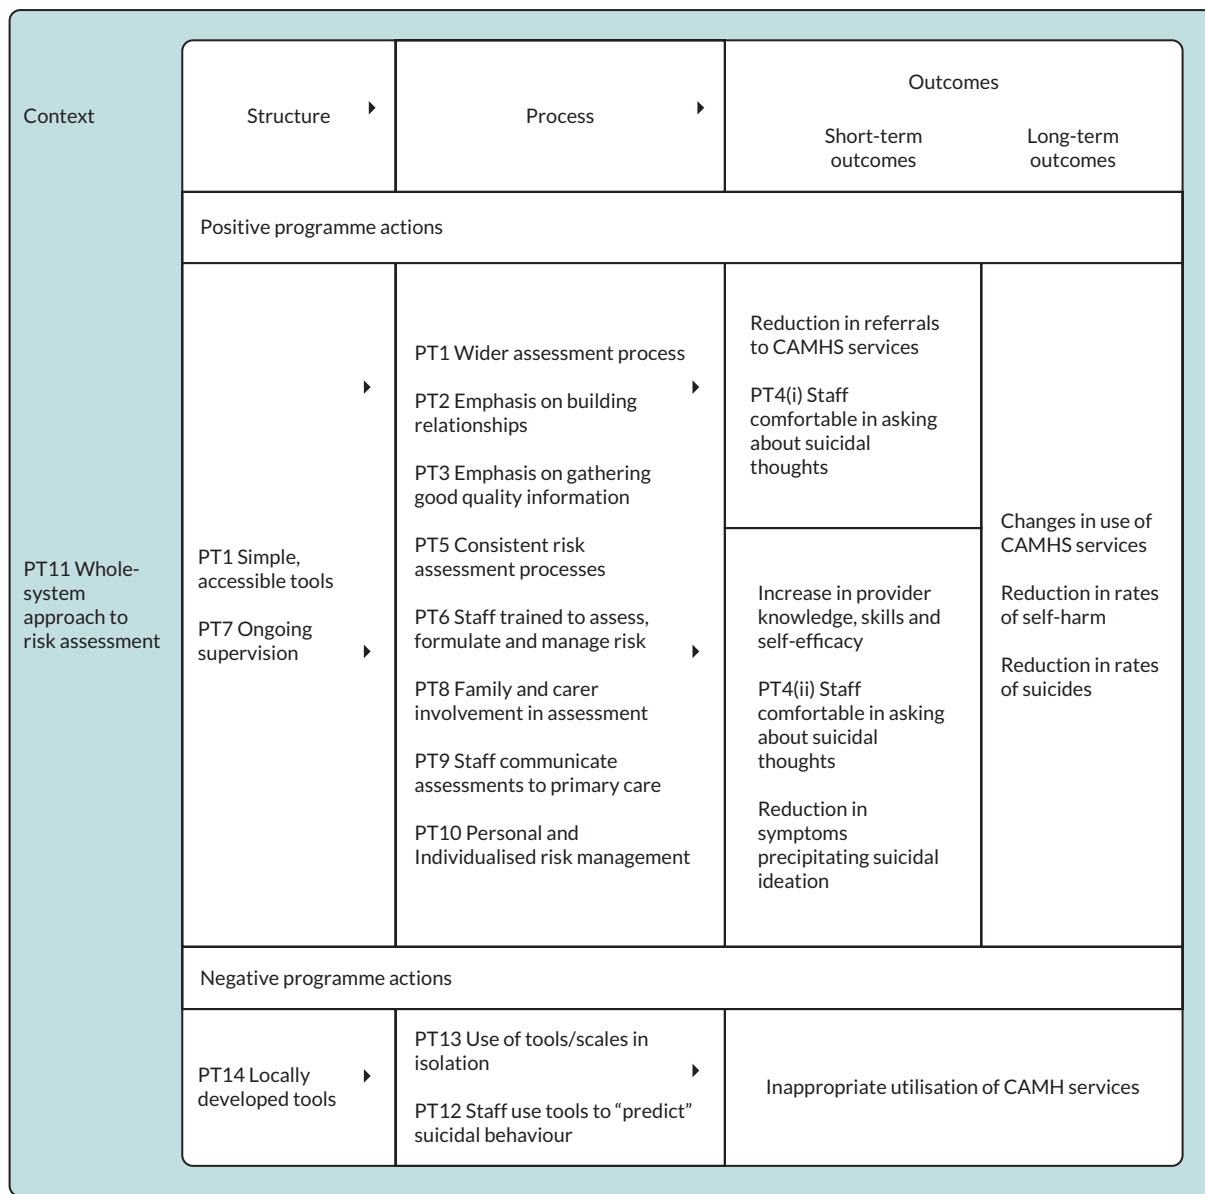 Context
Structure
Process
Outcomes
Short-term
outcomes
Long-term
outcomes
Positive programme actions
PT11 Whole-
system
approach to
risk assessment
PT1 Simple,
accessible tools
PT7 Ongoing
supervision
PT1 Wider assessment process
PT2 Emphasis on building
relationships
PT3 Emphasis on gathering
good quality information
PT5 Consistent risk
assessment processes
PT6 Staff trained to assess,
formulate and manage risk
PT8 Family and carer
involvement in assessment
PT9 Staff communicate
assessments to primary care
PT10 Personal and
Individualised risk management
Reduction in referrals
to CAMHS services
PT4(i) Staff
comfortable in asking
about suicidal
thoughts
Increase in provider
knowledge, skills and
self-efficacy
PT4(ii) Staff
comfortable in asking
about suicidal
thoughts
Reduction in
symptoms
precipitating suicidal
ideation
Changes in use of
CAMHS services
Reduction in rates
of self-harm
Reduction in rates
of suicides
Negative programme actions
PT14 Locally
developed tools
PT13 Use of tools/scales in
isolation
PT12 Staff use tools to “predict”
suicidal behaviour
Inappropriate utilisation of CAMH services